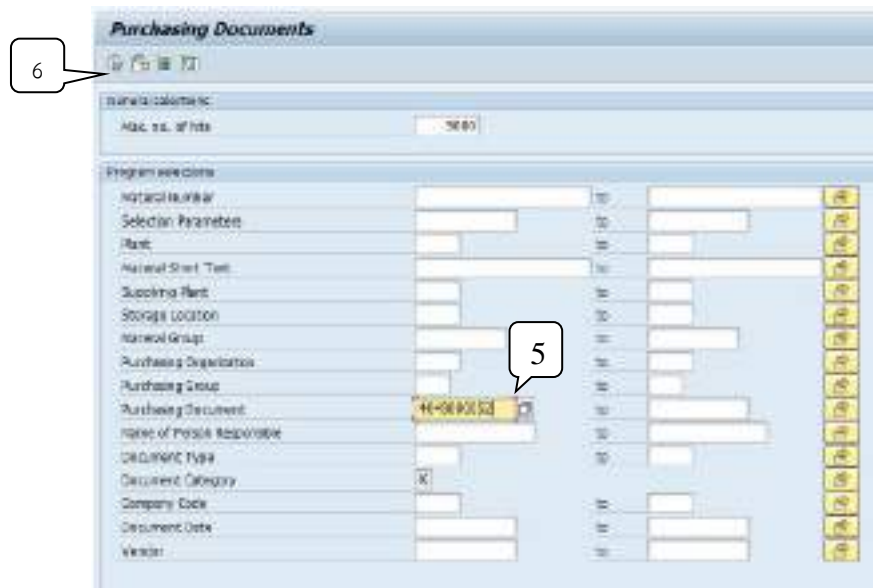 Purchasing Documents
6
General selections
Max. no. of hits 5000
Program selections
Material Number to
Selection Parameters to
Plant to
Material Short Text to
Supplying Plant to
Storage Location to
Material Group to
5
Purchasing Organization to
Purchasing Group to
Purchasing Document to
Name of Person Responsible to
Document Type to
Document Category K
Company Code to
Document Date to
Vendor to